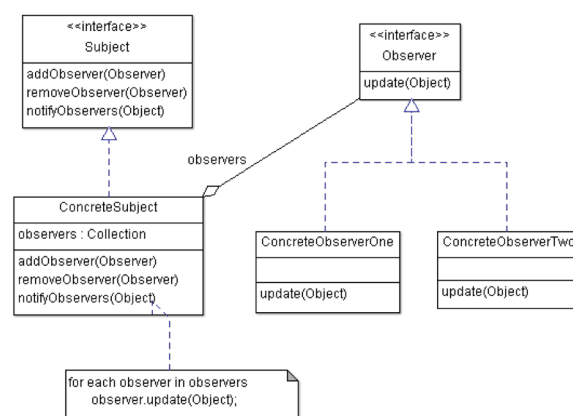 <<interface>>
Subject
addObserver(Observer)
removeObserver(Observer)
notifyObservers(Object)
<<interface>>
Observer
update(Object)
observers
ConcreteSubject
observers : Collection
addObserver(Observer)
removeObserver(Observer)
notifyObservers(Object)
ConcreteObserverOne
update(Object)
ConcreteObserverTwo
update(Object)
for each observer in observers
observer.update(Object);